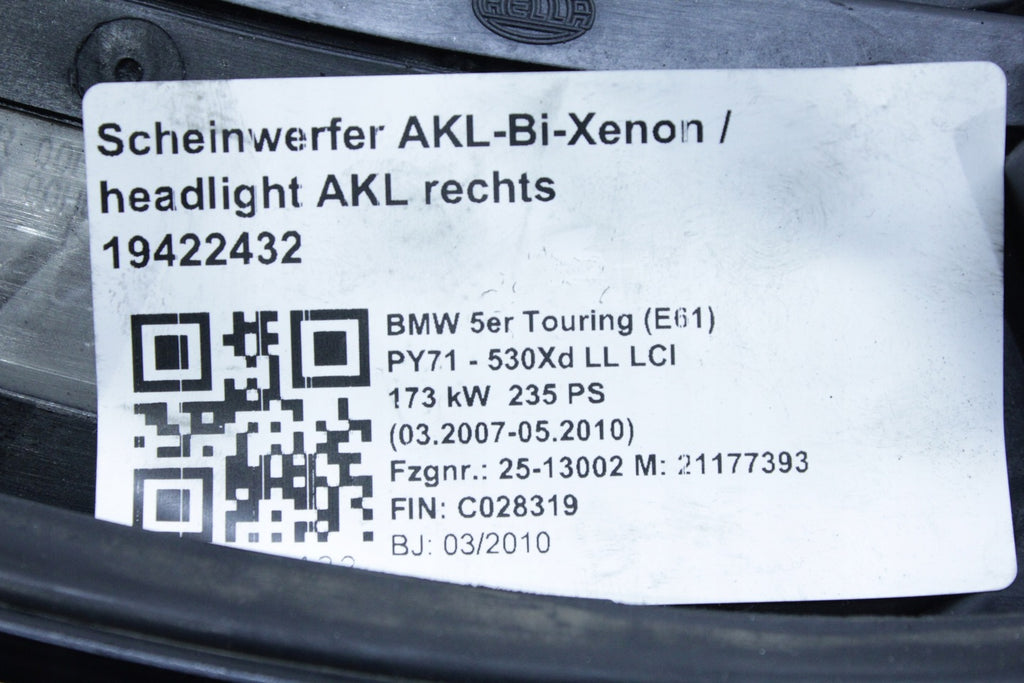 HELLA
Scheinwerfer AKL-Bi-Xenon /
headlight AKL rechts
19422432
BMW 5er Touring (E61)
PY71 - 530Xd LL LCI
173 kW 235 PS
(03.2007-05.2010)
Fzgnr.: 25-13002 M: 21177393
FIN: C028319
BJ: 03/2010